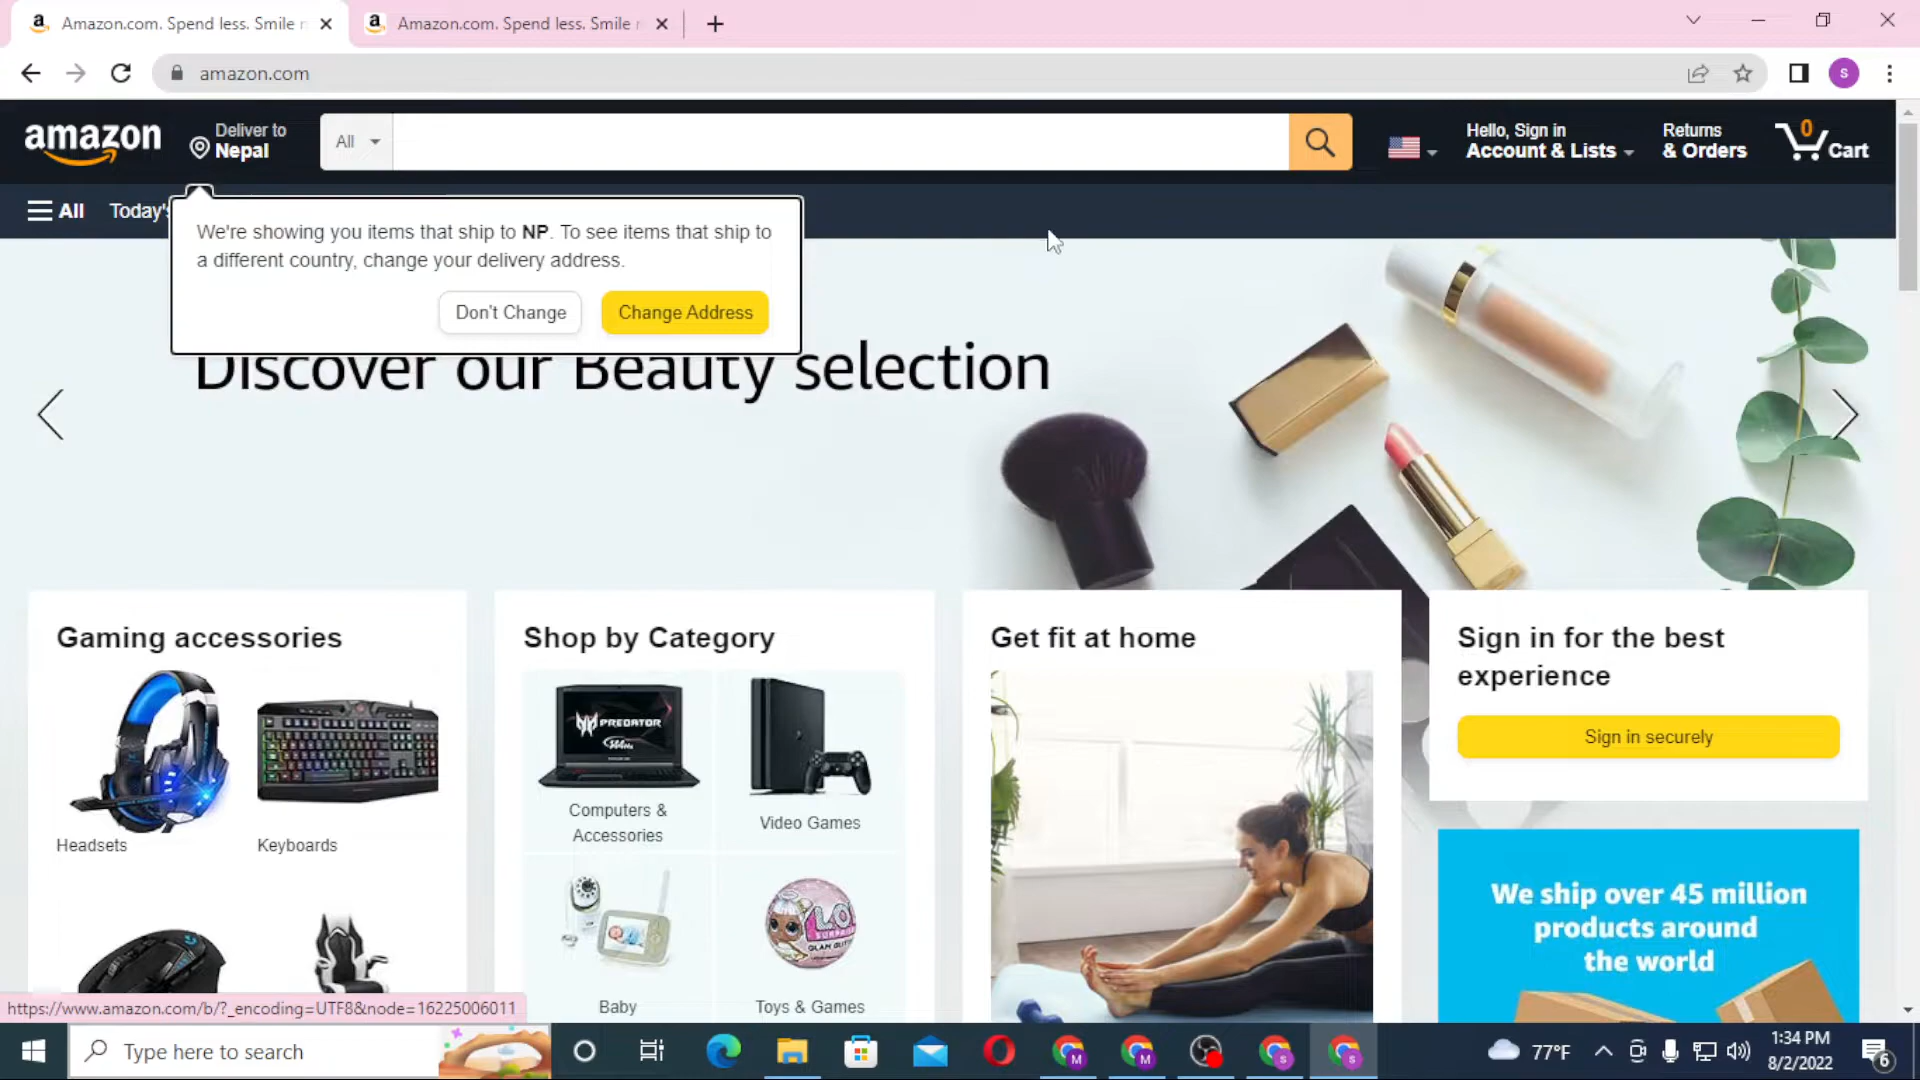 Amazon.com. Spend less. Smile
Amazon.com. Spend less. Smile
amazon.com
S
amazon
Deliver to
Nepal
All
Hello, Sign in
Account & Lists
Returns
& Orders
0
Cart
All
Today's
We're showing you items that ship to NP. To see items that ship to
a different country, change your delivery address.
Don't Change
Change Address
Discover our Beauty selection
Gaming accessories
Headsets
Keyboards
Shop by Category
PREDATOR
Computers &
Accessories
Video Games
Baby
Toys & Games
Get fit at home
Sign in for the best
experience
Sign in securely
We ship over 45 million
products around
the world
https://www.amazon.com/b/?_encoding=UTF8&node=16225006011
Type here to search
M
M
S
S
77°F
1:34 PM
8/2/2022
6